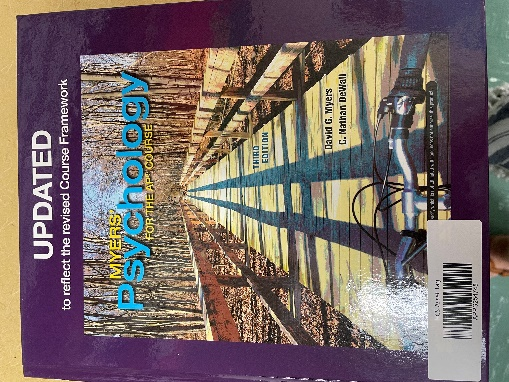 UPDATED
to reflect the revised Course Framework
MYERS'
Psychology
FOR THE AP® COURSE
THIRD
EDITION
David G. Myers
C. Nathan DeWall